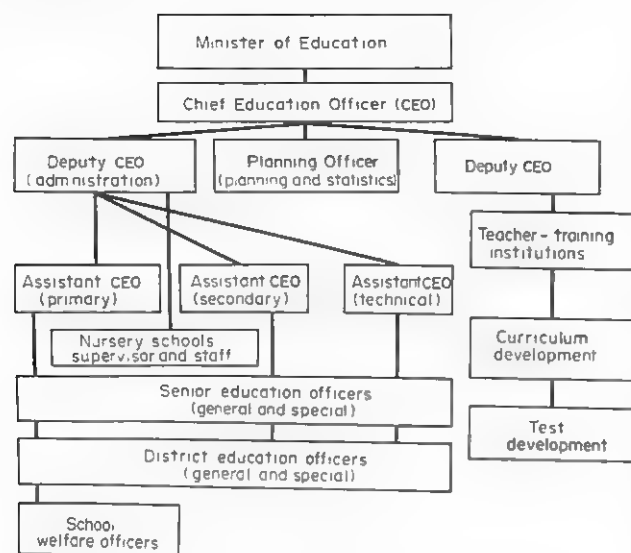 Minister of Education
Chief Education Officer (CEO)
Deputy CEO
(administration)
Planning Officer
(planning and statistics)
Deputy CEO
Teacher-training
institutions
Assistant CEO
(primary)
Assistant CEO
(secondary)
Assistant CEO
(technical)
Nursery schools
supervisor and staff
Curriculum
development
Senior education officers
(general and special)
Test
development
District education officers
(general and special)
School
welfare officers